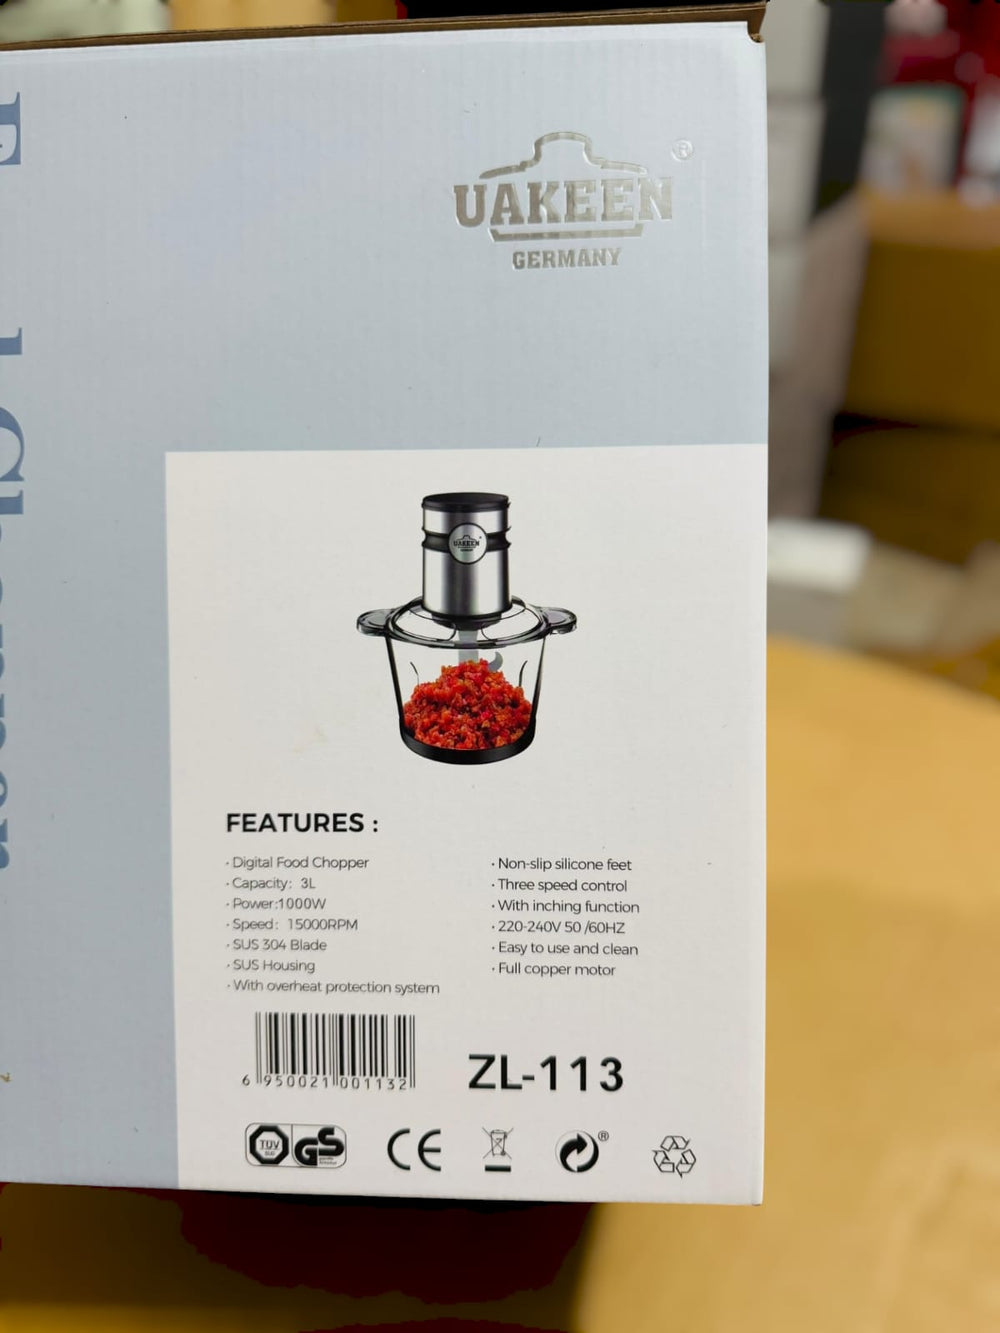 UAKEEN
®
GERMANY
UAKEEN
Chopper
FEATURES :
· Digital Food Chopper
· Capacity: 3L
· Power:1000W
· Speed: 15000RPM
· SUS 304 Blade
· SUS Housing
· With overheat protection system
· Non-slip silicone feet
· Three speed control
· With inching function
· 220-240V 50 /60HZ
· Easy to use and clean
· Full copper motor
6 950021 001132
ZL-113
TÜV
GS
CE
®